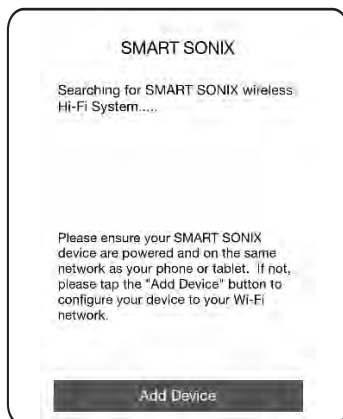 SMART SONIX
Searching for SMART SONIX wireless
Hi-Fi System.....
Please ensure your SMART SONIX
device are powered and on the same
network as your phone or tablet. If not,
please tap the "Add Device" button to
configure your device to your Wi-Fi
network.
Add Device